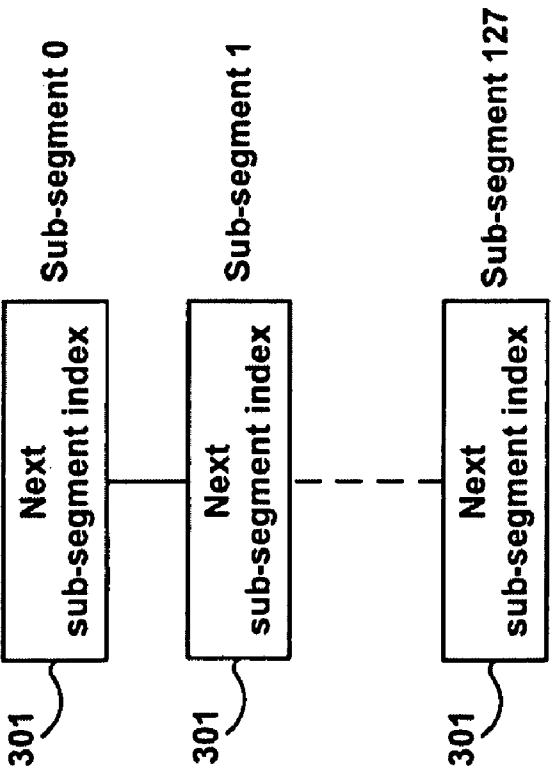 301
Next
sub-segment index
Sub-segment 0
301
Next
sub-segment index
Sub-segment 1
301
Next
sub-segment index
Sub-segment 127